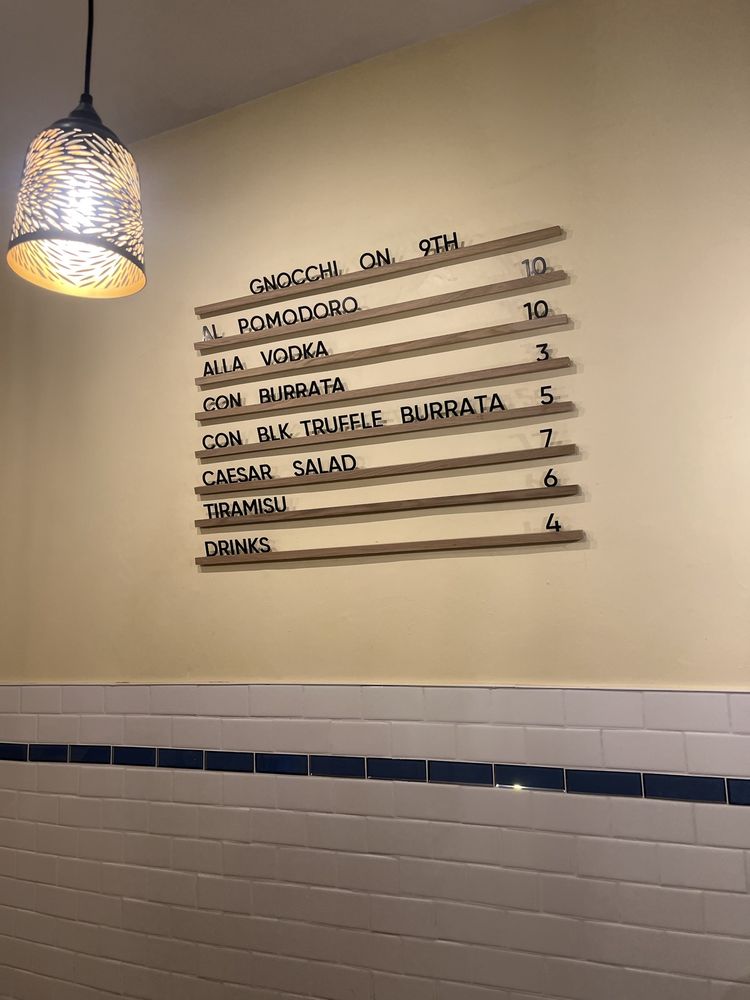 GNOCCHI ON 9TH
AL POMODORO 10
ALLA VODKA 10
CON BURRATA 3
CON BLK TRUFFLE BURRATA 5
CAESAR SALAD 7
TIRAMISU 6
DRINKS 4